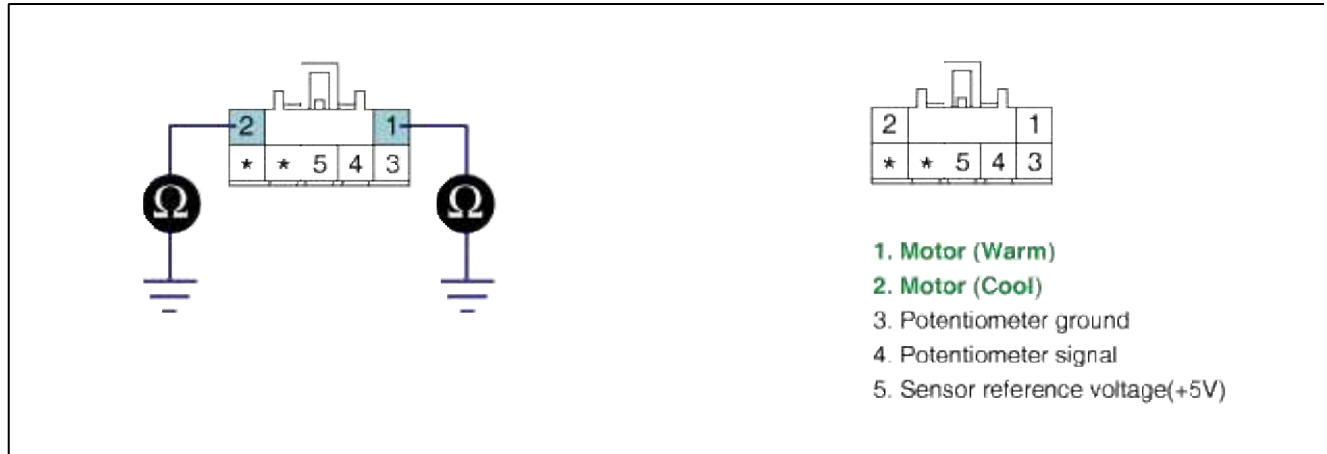 2 1
* * 5 4 3
Ω Ω
2 1
* * 5 4 3
1. Motor (Warm)
2. Motor (Cool)
3. Potentiometer ground
4. Potentiometer signal
5. Sensor reference voltage(+5V)